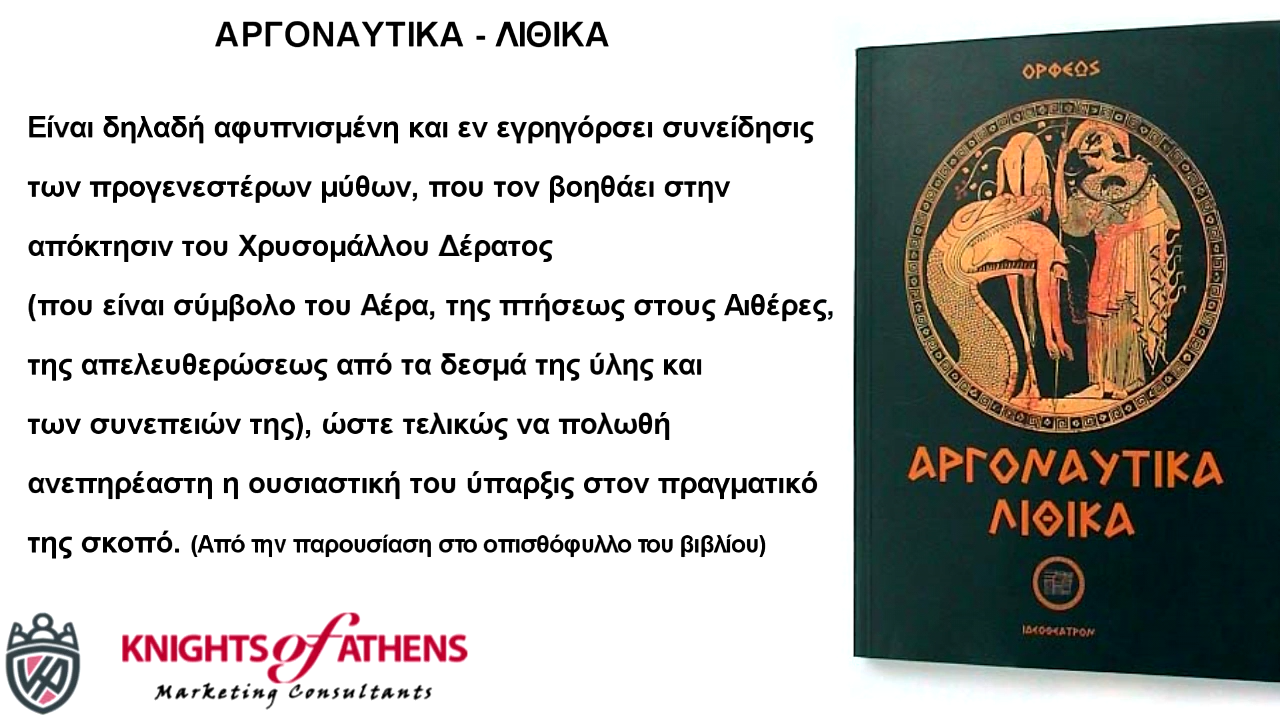 ΑΡΓΟΝΑΥΤΙΚΑ - ΛΙΘΙΚΑ
Είναι δηλαδή αφυπνισμένη και εν εγρηγόρσει συνείδησις
των προγενεστέρων μύθων, που τον βοηθάει στην
απόκτησιν του Χρυσομάλλου Δέρατος
(που είναι σύμβολο του Αέρα, της πτήσεως στους Αιθέρες,
της απελευθερώσεως από τα δεσμά της ύλης και
των συνεπειών της), ώστε τελικώς να πολωθή
ανεπηρέαστη η ουσιαστική του ύπαρξις στον πραγματικό
της σκοπό. (Από την παρουσίαση στο οπισθόφυλλο του βιβλίου)
KNIGHTS of ATHENS
Marketing Consultants
ΟΡΦΕΩΣ
ΑΡΓΟΝΑΥΤΙΚΑ
ΛΙΘΙΚΑ
ΙΔΕΟΘΕΑΤΡΟΝ